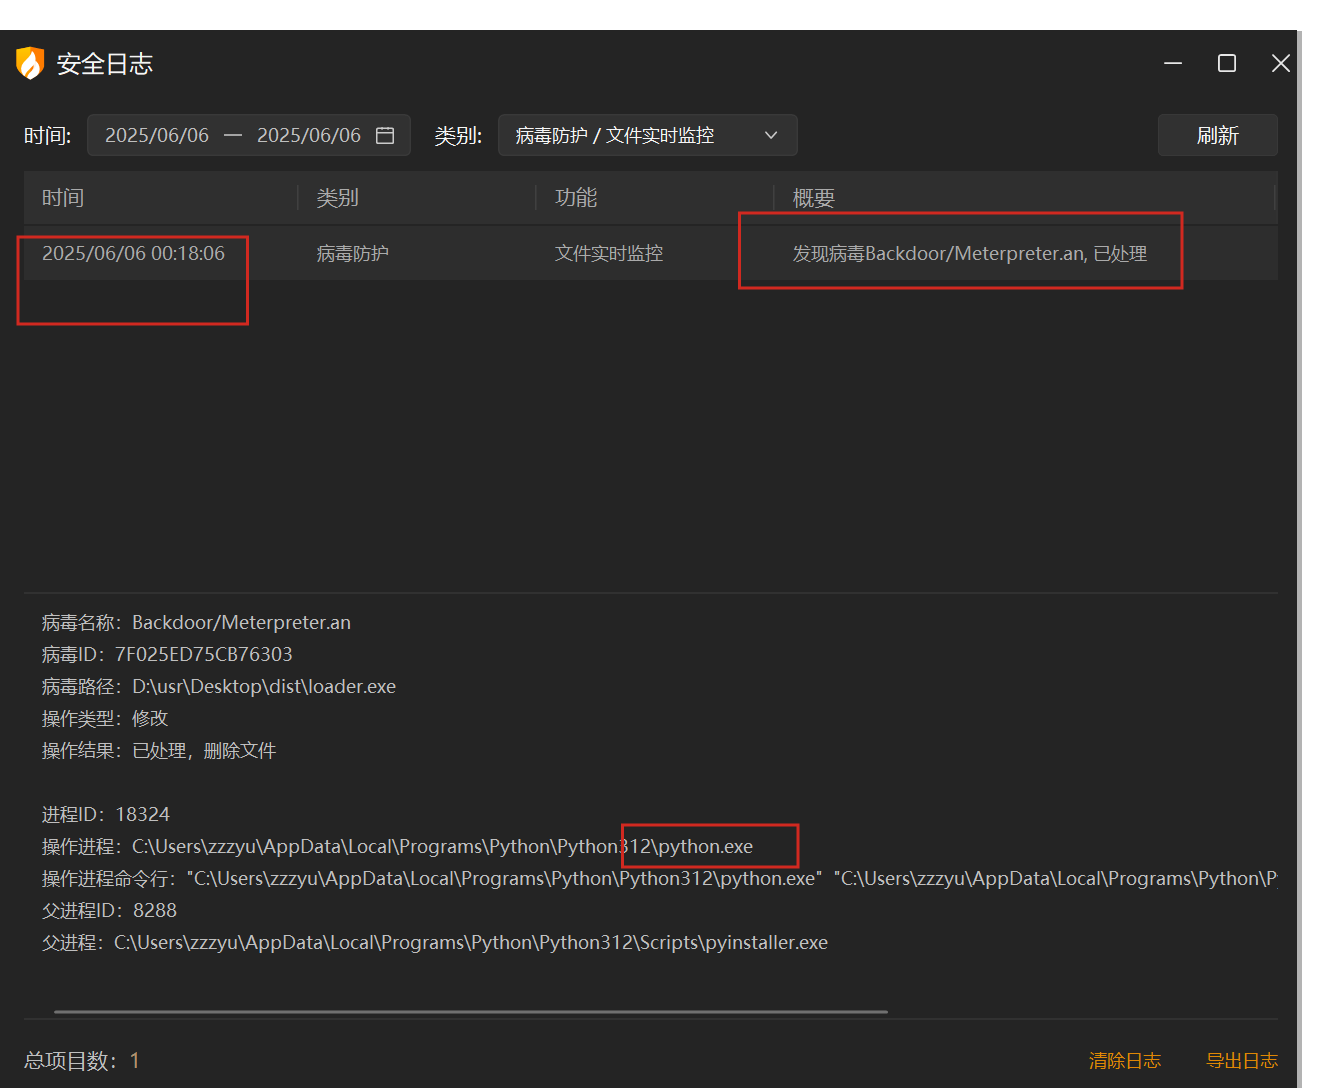 安全日志
时间: 2025/06/06 — 2025/06/06 类别: 病毒防护 / 文件实时监控 刷新
时间 类别 功能 概要
2025/06/06 00:18:06 病毒防护 文件实时监控 发现病毒Backdoor/Meterpreter.an, 已处理
病毒名称：Backdoor/Meterpreter.an
病毒ID：7F025ED75CB76303
病毒路径：D:\usr\Desktop\dist\loader.exe
操作类型：修改
操作结果：已处理，删除文件
进程ID：18324
操作进程：C:\Users\zzzyu\AppData\Local\Programs\Python\Python312\python.exe
操作进程命令行："C:\Users\zzzyu\AppData\Local\Programs\Python\Python312\python.exe" "C:\Users\zzzyu\AppData\Local\Programs\Python\P
父进程ID：8288
父进程：C:\Users\zzzyu\AppData\Local\Programs\Python\Python312\Scripts\pyinstaller.exe
总项目数：1 清除日志 导出日志